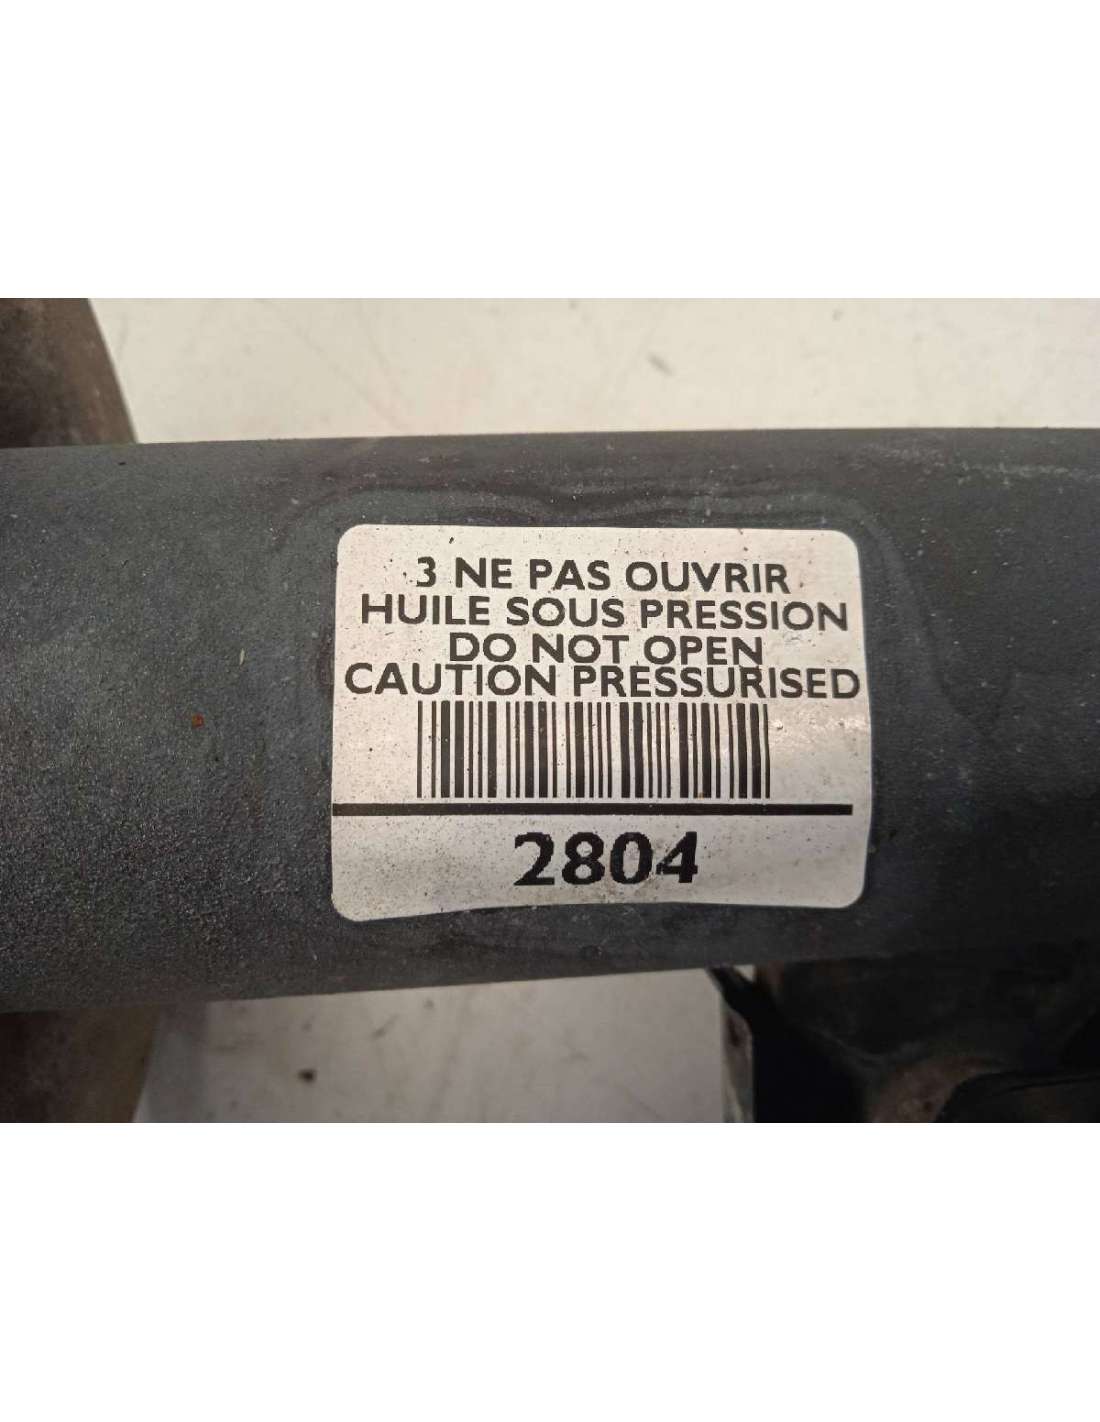 3 NE PAS OUVRIR
HUILE SOUS PRESSION
DO NOT OPEN
CAUTION PRESSURISED
2804